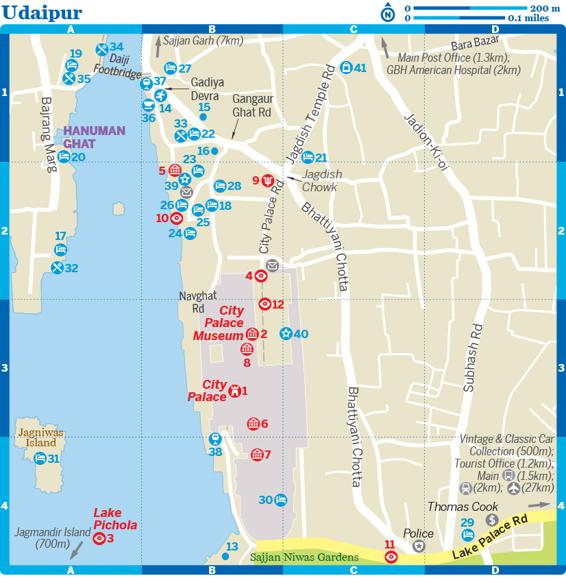 Udaipur
0 200 m
0 0.1 miles
A B C D
1
2
3
4
34
Sajjan Garh (7km)
Bara Bazar
Main Post Office (1.3km);
GBH American Hospital (2km)
19
Daiji
Footbridge
27
41
35
37
Gadiya
Devra
14
36
15
Gangaur
Ghat Rd
Jagdish Temple Rd
Jadion-Ki-oi
Bajrang Marg
HANUMAN
GHAT
33
22
16
20
21
23
5
39
28
9
Jagdish
Chowk
26
18
25
10
24
City Palace Rd
Bhattiyani Chotta
17
32
4
Navghat
Rd
12
City
Palace
Museum
2
40
8
Subhash Rd
City
Palace
1
Bhattiyani Chotta
6
Jagniwas
Island
31
38
7
Vintage & Classic Car
Collection (500m);
Tourist Office (1.2km);
Main (1.5km);
(2km); (27km)
30
Lake
Pichola
3
Thomas Cook
$
29
Lake Palace Rd
Jagmandir Island
(700m)
13
Sajjan Niwas Gardens
Police
11
A B C D
1
2
3
4